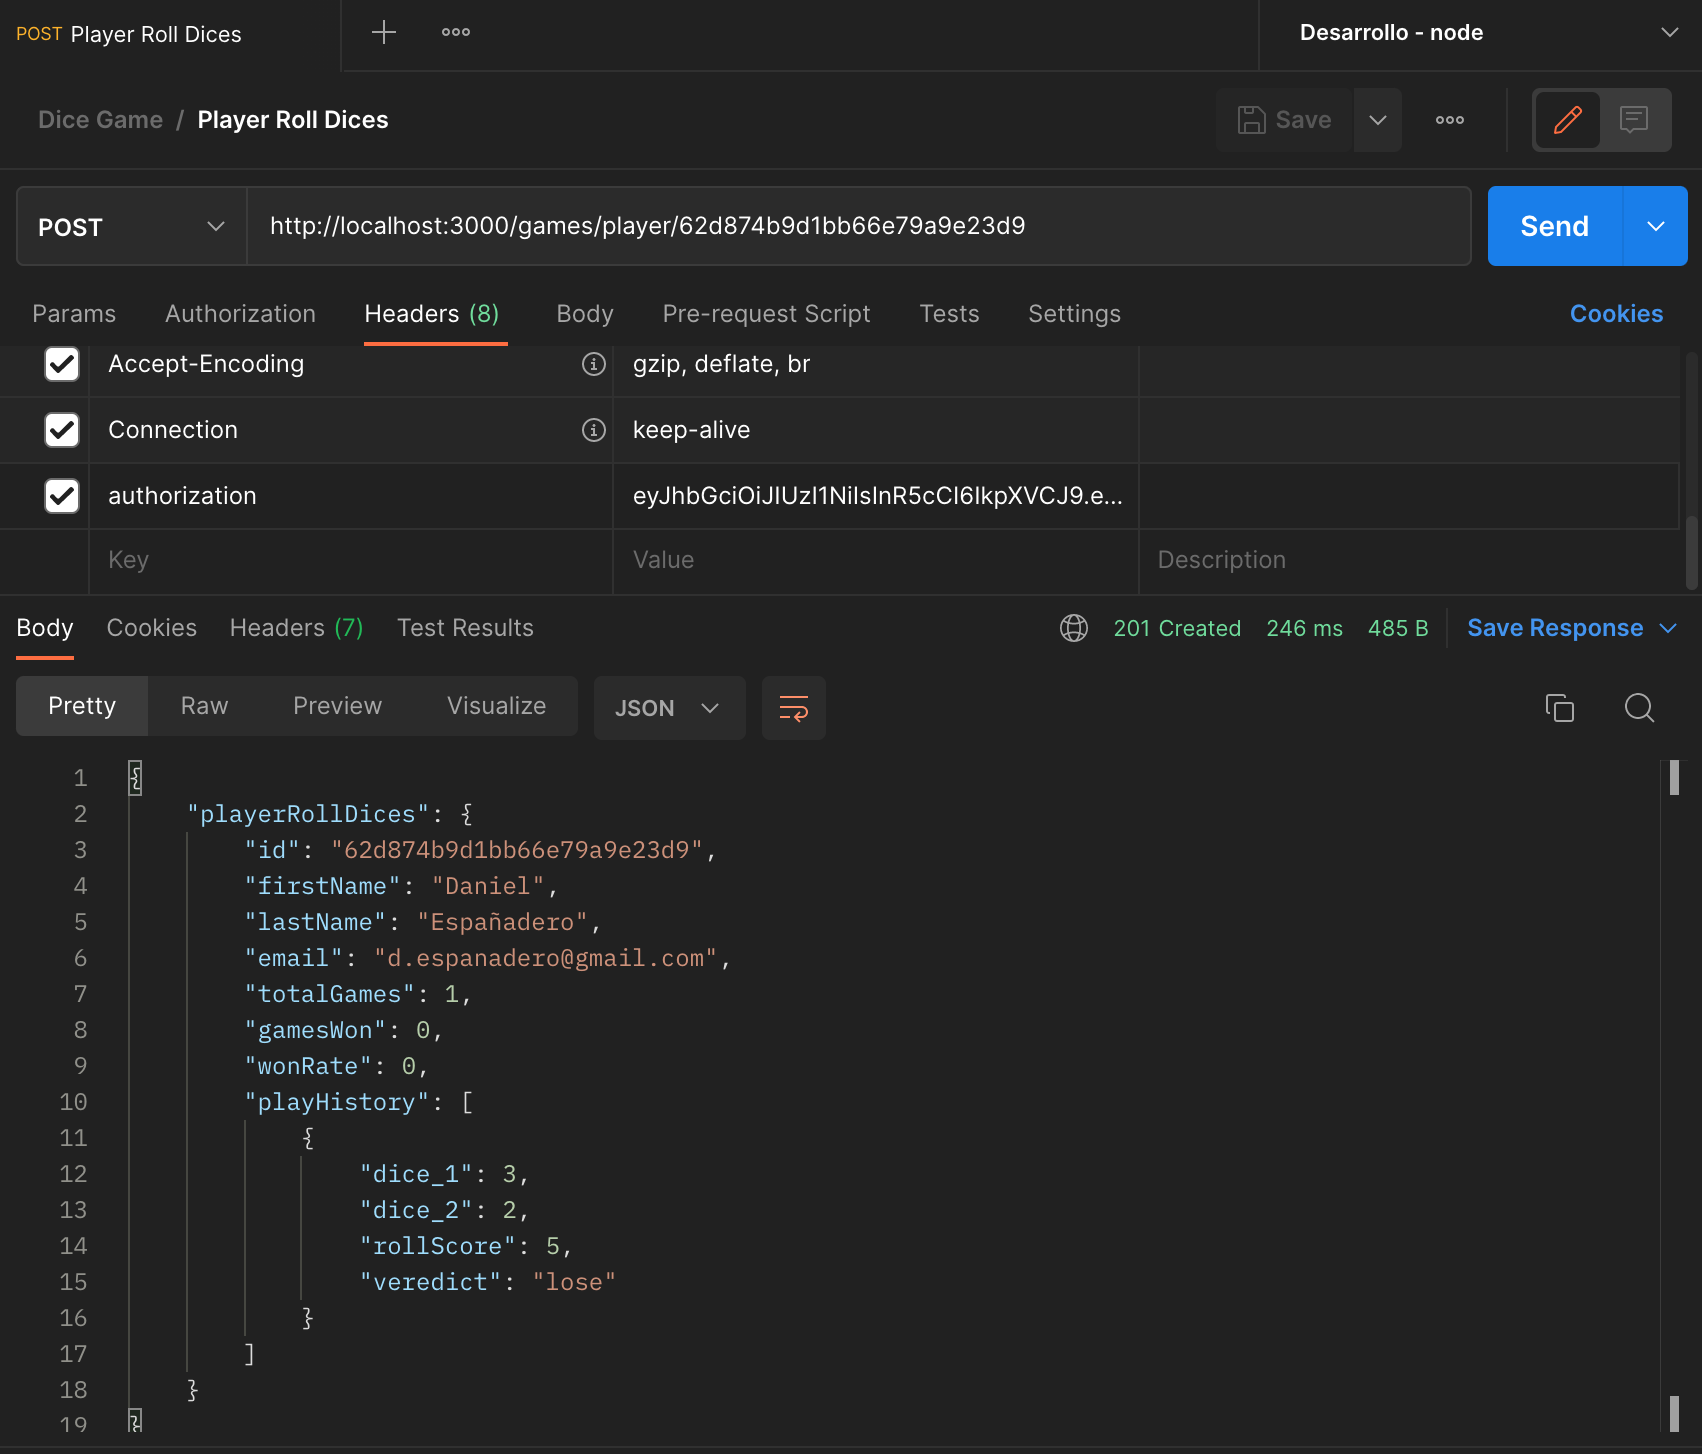 POST Player Roll Dices
Desarrollo - node
Dice Game / Player Roll Dices
Save
POST
http://localhost:3000/games/player/62d874b9d1bb66e79a9e23d9
Send
Params Authorization Headers (8) Body Pre-request Script Tests Settings Cookies
Accept-Encoding gzip, deflate, br
Connection keep-alive
authorization eyJhbGciOiJIUzI1NiIsInR5cCI6IkpXVCJ9.e...
Key Value Description
Body Cookies Headers (7) Test Results 201 Created 246 ms 485 B Save Response
Pretty Raw Preview Visualize JSON
1 {
2 "playerRollDices": {
3 "id": "62d874b9d1bb66e79a9e23d9",
4 "firstName": "Daniel",
5 "lastName": "Españadero",
6 "email": "d.espanadero@gmail.com",
7 "totalGames": 1,
8 "gamesWon": 0,
9 "wonRate": 0,
10 "playHistory": [
11 {
12 "dice_1": 3,
13 "dice_2": 2,
14 "rollScore": 5,
15 "veredict": "lose"
16 }
17 ]
18 }
19 }